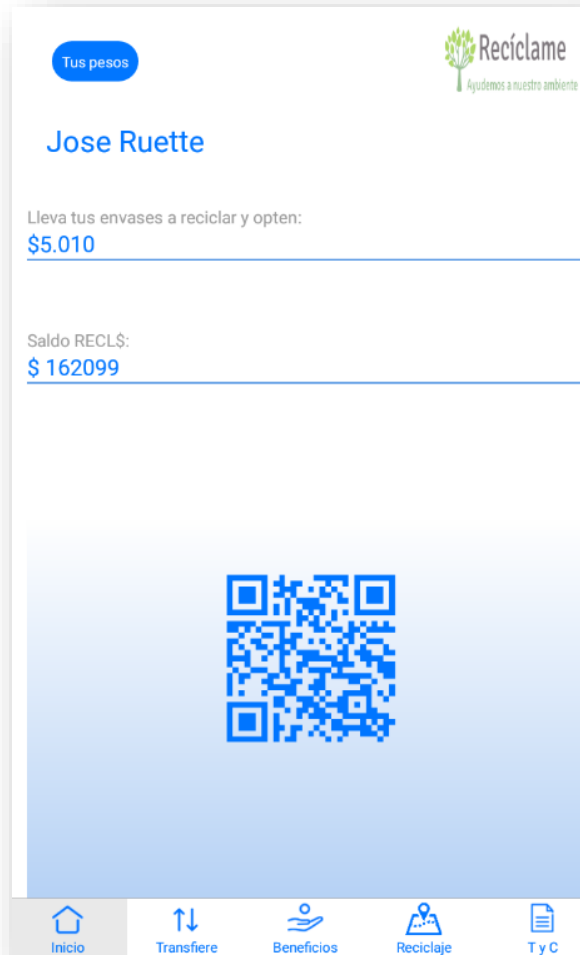 Tus pesos
Recíclame
Ayudemos a nuestro ambiente
Jose Ruette
Lleva tus envases a reciclar y opten:
$5.010
Saldo RECL$:
$ 162099
Inicio
Transfiere
Beneficios
Reciclaje
T y C